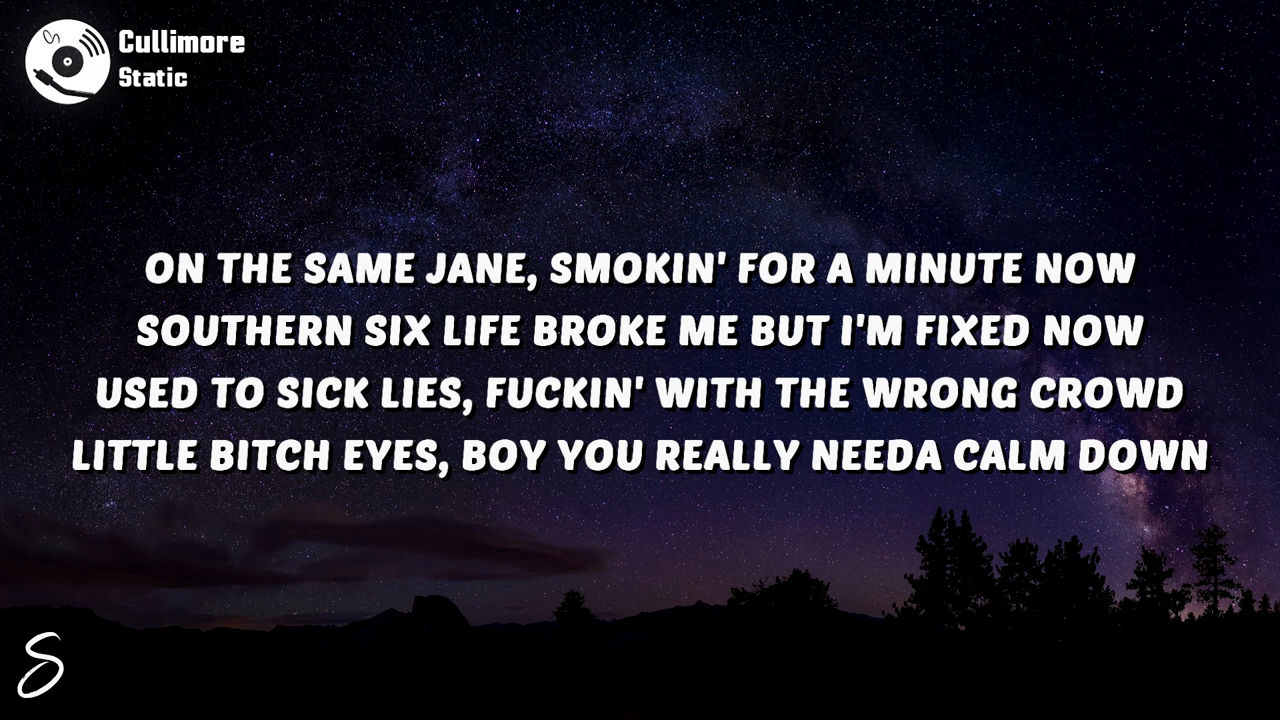 Cullimore
Static
ON THE SAME JANE, SMOKIN' FOR A MINUTE NOW
SOUTHERN SIX LIFE BROKE ME BUT I'M FIXED NOW
USED TO SICK LIES, FUCKIN' WITH THE WRONG CROWD
LITTLE BITCH EYES, BOY YOU REALLY NEEDA CALM DOWN
S